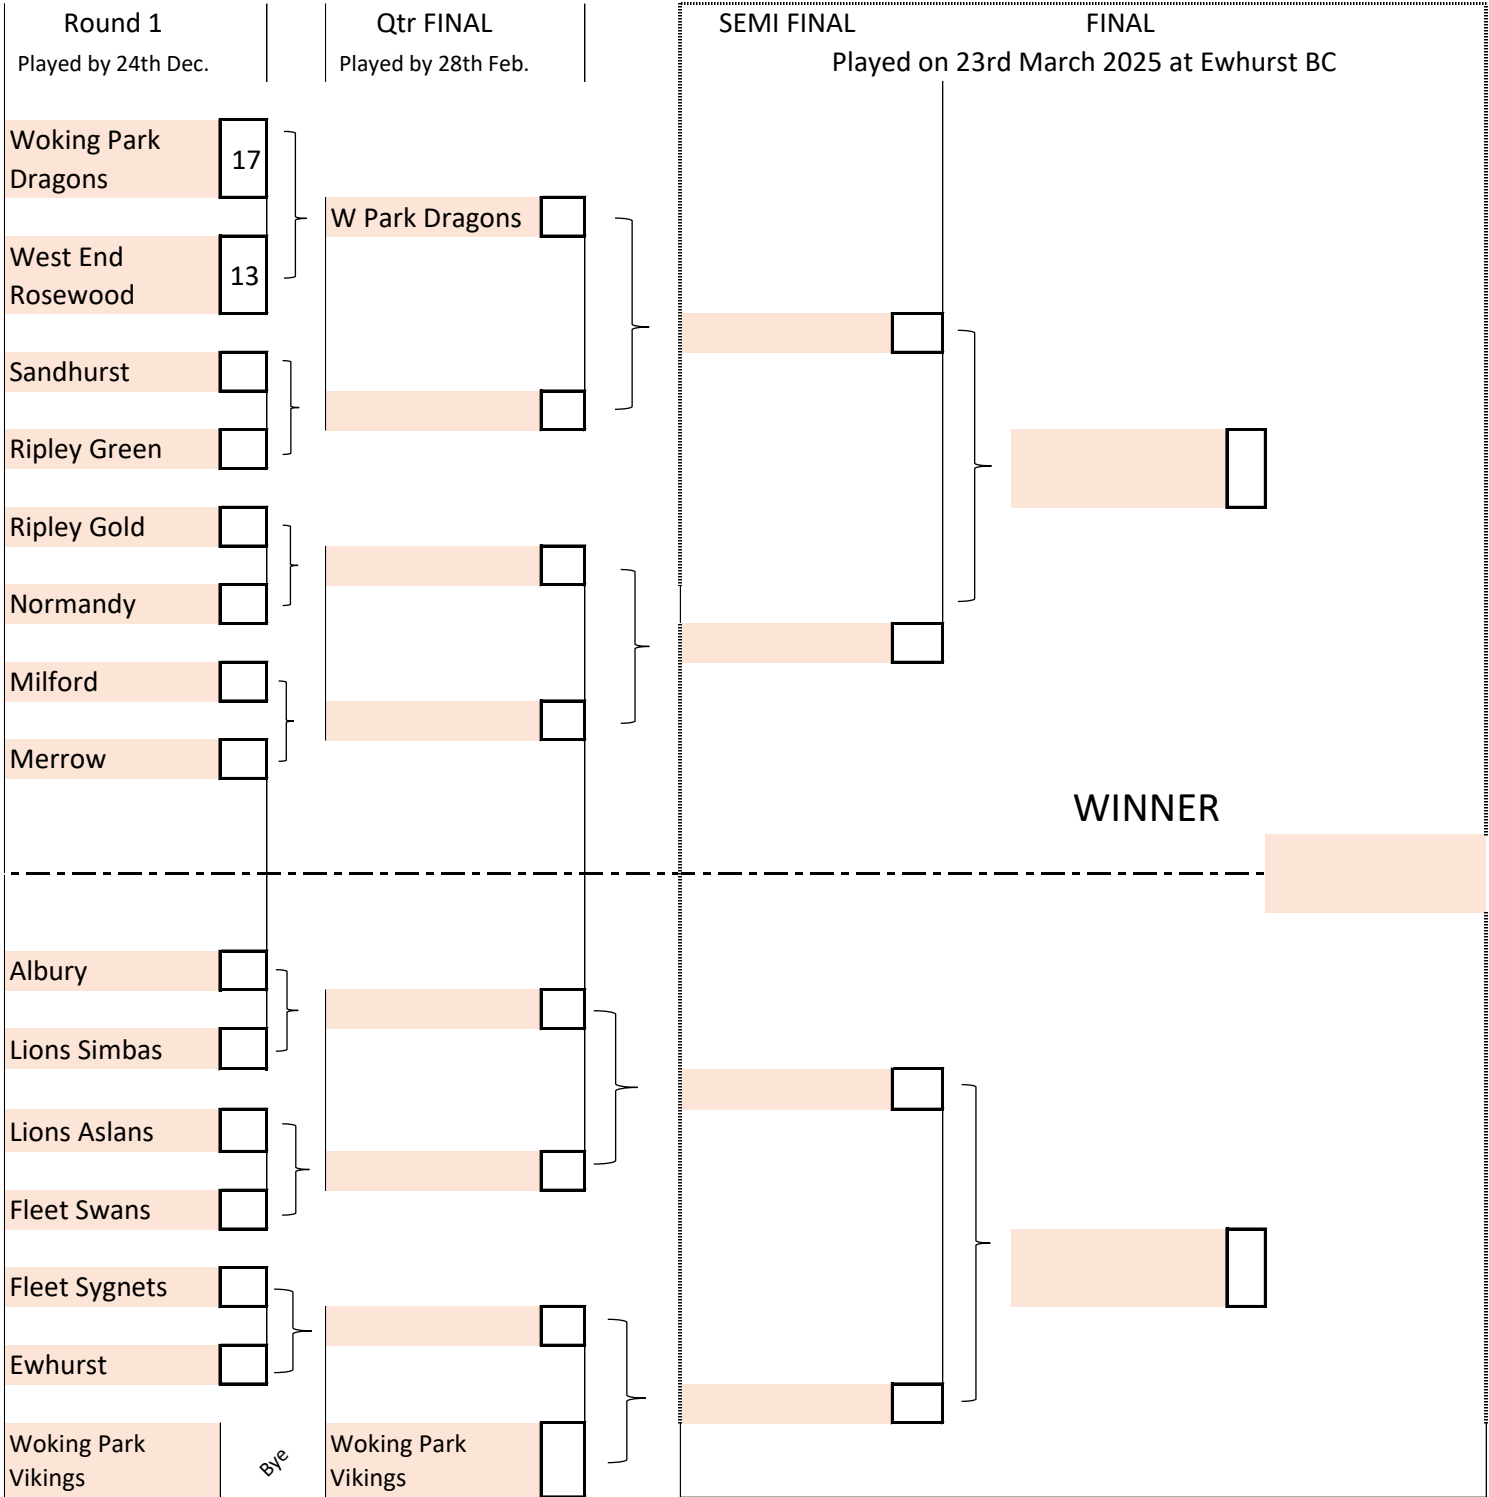 Round 1
Qtr FINAL
SEMI FINAL
FINAL
Played by 24th Dec.
Played by 28th Feb.
Played on 23rd March 2025 at Ewhurst BC
Woking Park
Dragons
17
W Park Dragons
West End
Rosewood
13
Sandhurst
Ripley Green
Ripley Gold
Normandy
Milford
Merrow
WINNER
Albury
Lions Simbas
Lions Aslans
Fleet Swans
Fleet Sygnets
Ewhurst
Woking Park
Vikings
Bye
Woking Park
Vikings